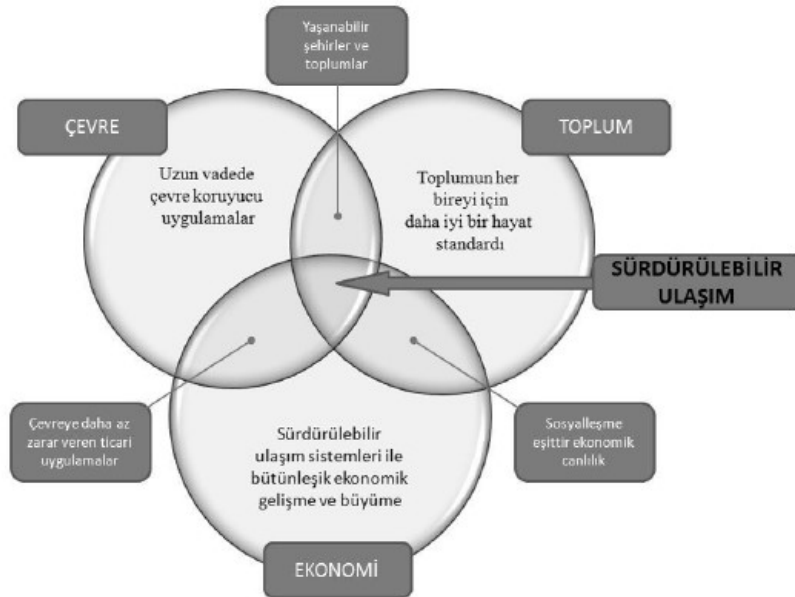 Yaşanabilir
şehirler ve
toplumlar
ÇEVRE
TOPLUM
Uzun vadede
çevre koruyucu
uygulamalar
Toplumun her
bireyi için
daha iyi bir hayat
standardı
SÜRDÜRÜLEBİLİR
ULAŞIM
Çevreye daha az
zarar veren ticari
uygulamalar
Sosyalleşme
eşittir ekonomik
canlılık
Sürdürülebilir
ulaşım sistemleri ile
bütünleşik ekonomik
gelişme ve büyüme
EKONOMİ